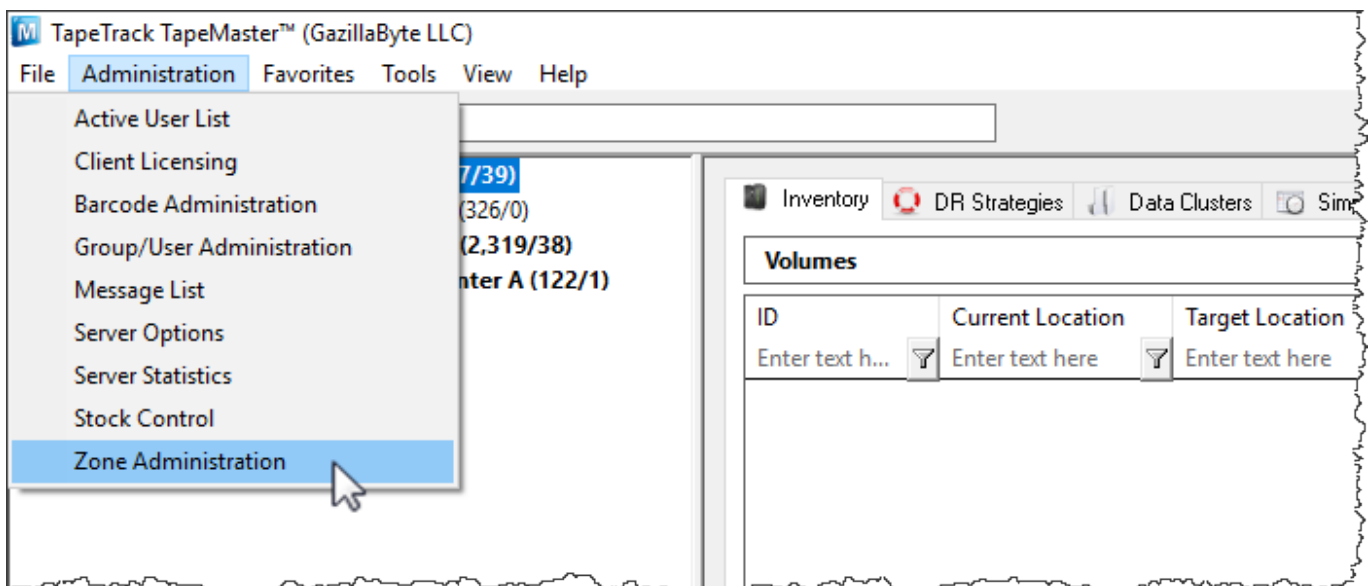 M TapeTrack TapeMaster™ (GazillaByte LLC)
File Administration Favorites Tools View Help
Active User List
Client Licensing
Barcode Administration
Group/User Administration
Message List
Server Options
Server Statistics
Stock Control
Zone Administration
7/39)
(326/0)
(2,319/38)
nter A (122/1)
Inventory DR Strategies Data Clusters Sim
Volumes
ID Current Location Target Location
Enter text h... Enter text here Enter text here